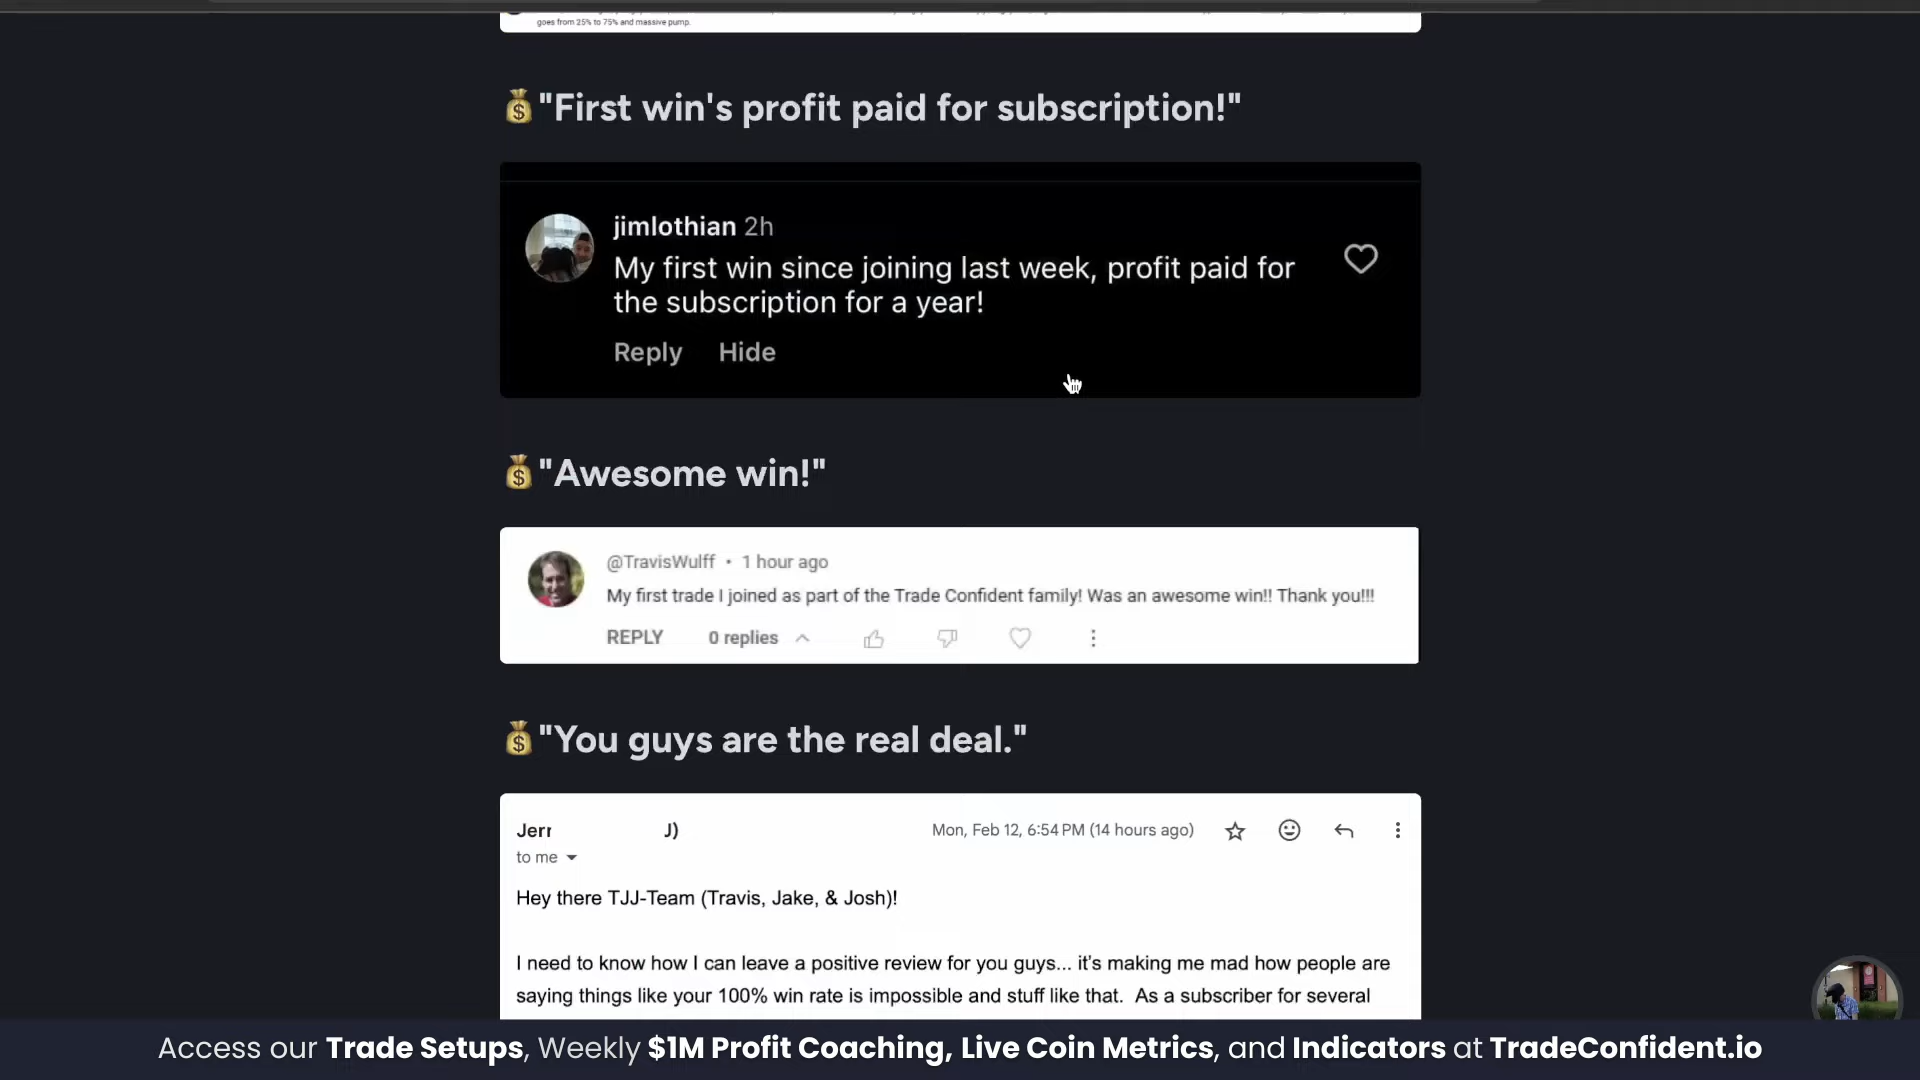 goes from 25% to 75% and massive pump.
💰"First win's profit paid for subscription!"
jimlothian 2h
My first win since joining last week, profit paid for
the subscription for a year!
Reply Hide
💰"Awesome win!"
@TravisWulff • 1 hour ago
My first trade I joined as part of the Trade Confident family! Was an awesome win!! Thank you!!!
REPLY 0 replies
💰"You guys are the real deal."
Jerr J) Mon, Feb 12, 6:54 PM (14 hours ago)
to me
Hey there TJJ-Team (Travis, Jake, & Josh)!
I need to know how I can leave a positive review for you guys... it's making me mad how people are
saying things like your 100% win rate is impossible and stuff like that. As a subscriber for several
Access our Trade Setups, Weekly $1M Profit Coaching, Live Coin Metrics, and Indicators at TradeConfident.io